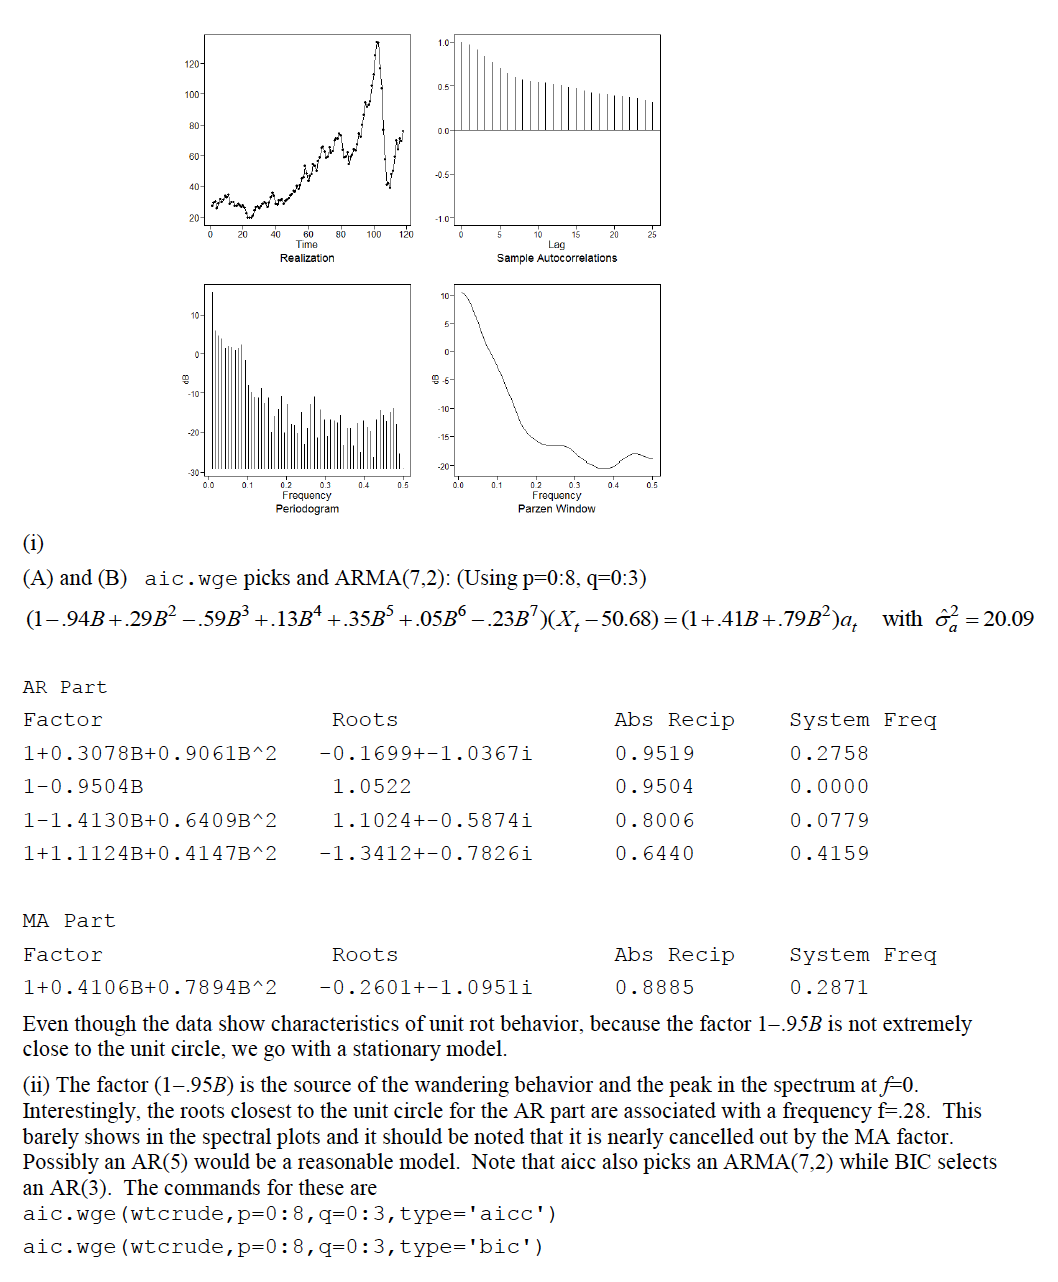 120
100
80
60
40
20
0 20 40 60 80 100 120
Time
Realization
1.0
0.5
0.0
-0.5
-1.0
0 5 10 15 20 25
Lag
Sample Autocorrelations
10
0
-10
-20
-30
dB
0.0 0.1 0.2 0.3 0.4 0.5
Frequency
Periodogram
10
5
0
-5
-10
-15
-20
dB
0.0 0.1 0.2 0.3 0.4 0.5
Frequency
Parzen Window
(i)
(A) and (B) aic.wge picks and ARMA(7,2): (Using p=0:8, q=0:3)
(1−.94B+.29B²−.59B³+.13B⁴+.35B⁵+.05B⁶−.23B⁷)(Xₜ−50.68)=(1+.41B+.79B²)aₜ with σ̂ₐ²=20.09
AR Part
Factor Roots Abs Recip System Freq
1+0.3078B+0.9061B^2 -0.1699+-1.0367i 0.9519 0.2758
1-0.9504B 1.0522 0.9504 0.0000
1-1.4130B+0.6409B^2 1.1024+-0.5874i 0.8006 0.0779
1+1.1124B+0.4147B^2 -1.3412+-0.7826i 0.6440 0.4159
MA Part
Factor Roots Abs Recip System Freq
1+0.4106B+0.7894B^2 -0.2601+-1.0951i 0.8885 0.2871
Even though the data show characteristics of unit rot behavior, because the factor 1–.95B is not extremely
close to the unit circle, we go with a stationary model.
(ii) The factor (1–.95B) is the source of the wandering behavior and the peak in the spectrum at f=0.
Interestingly, the roots closest to the unit circle for the AR part are associated with a frequency f=.28. This
barely shows in the spectral plots and it should be noted that it is nearly cancelled out by the MA factor.
Possibly an AR(5) would be a reasonable model. Note that aicc also picks an ARMA(7,2) while BIC selects
an AR(3). The commands for these are
aic.wge(wtcrude,p=0:8,q=0:3,type='aicc')
aic.wge(wtcrude,p=0:8,q=0:3,type='bic')